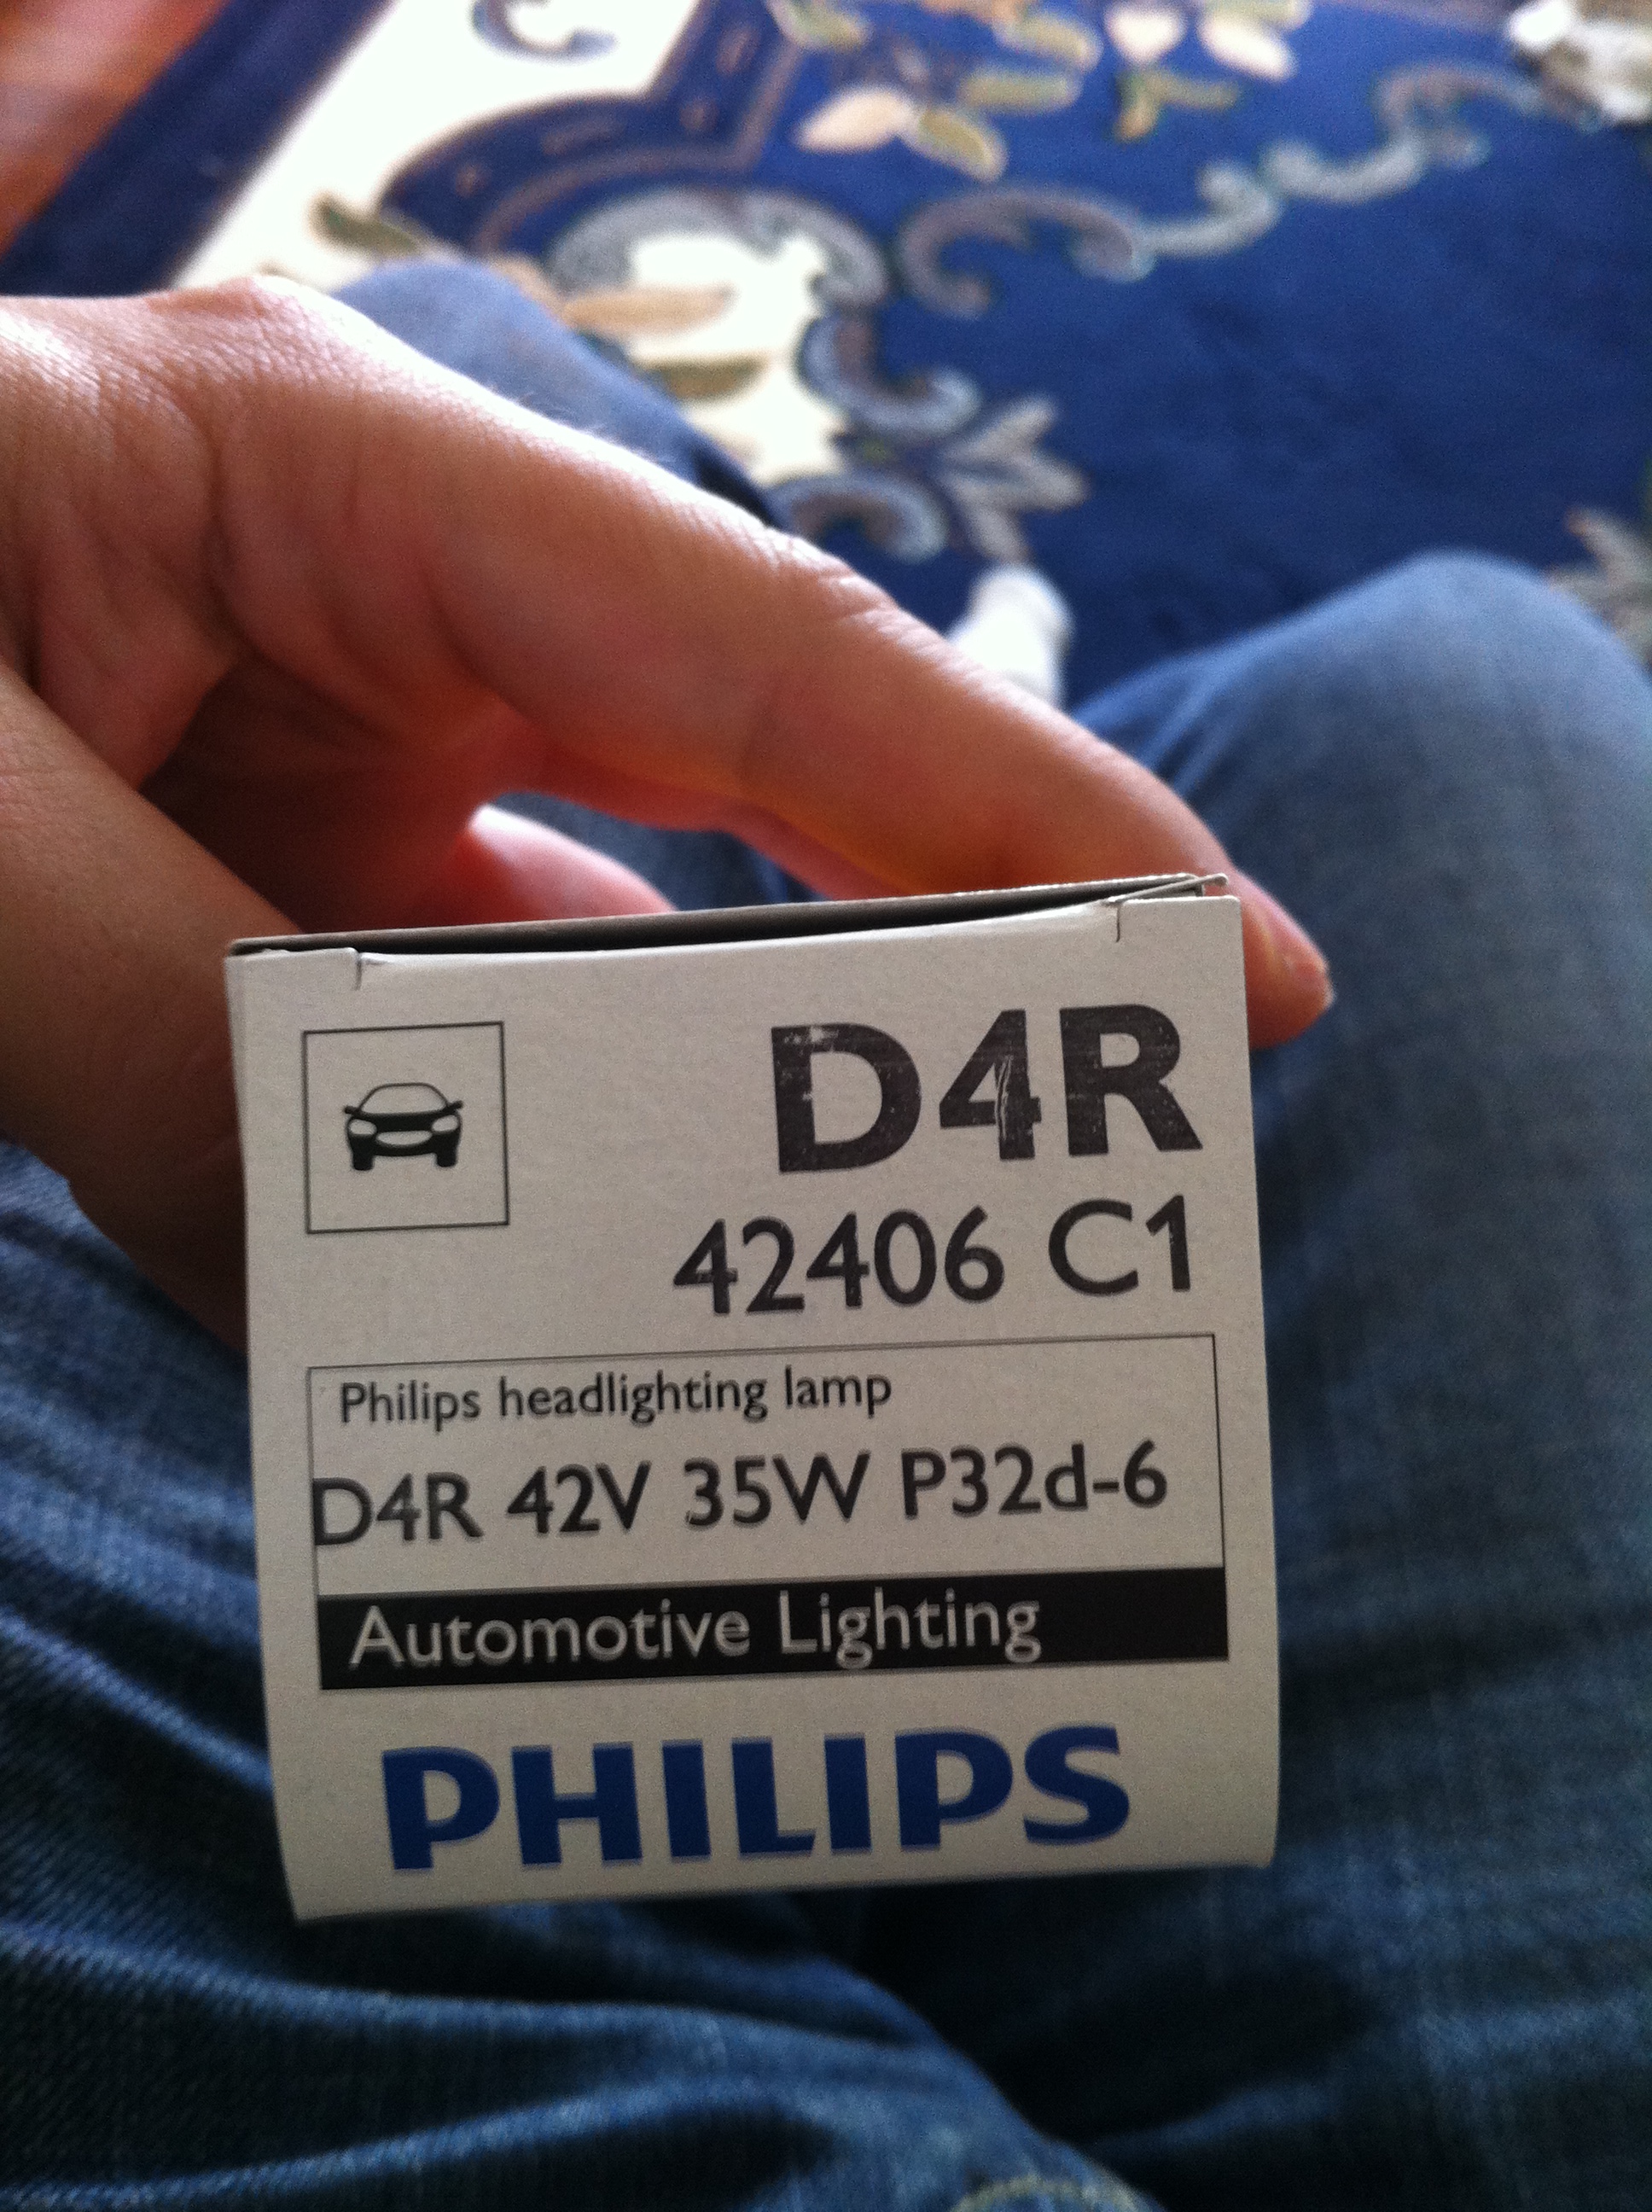 D4R
42406 C1
Philips headlighting lamp
D4R 42V 35W P32d-6
Automotive Lighting
PHILIPS